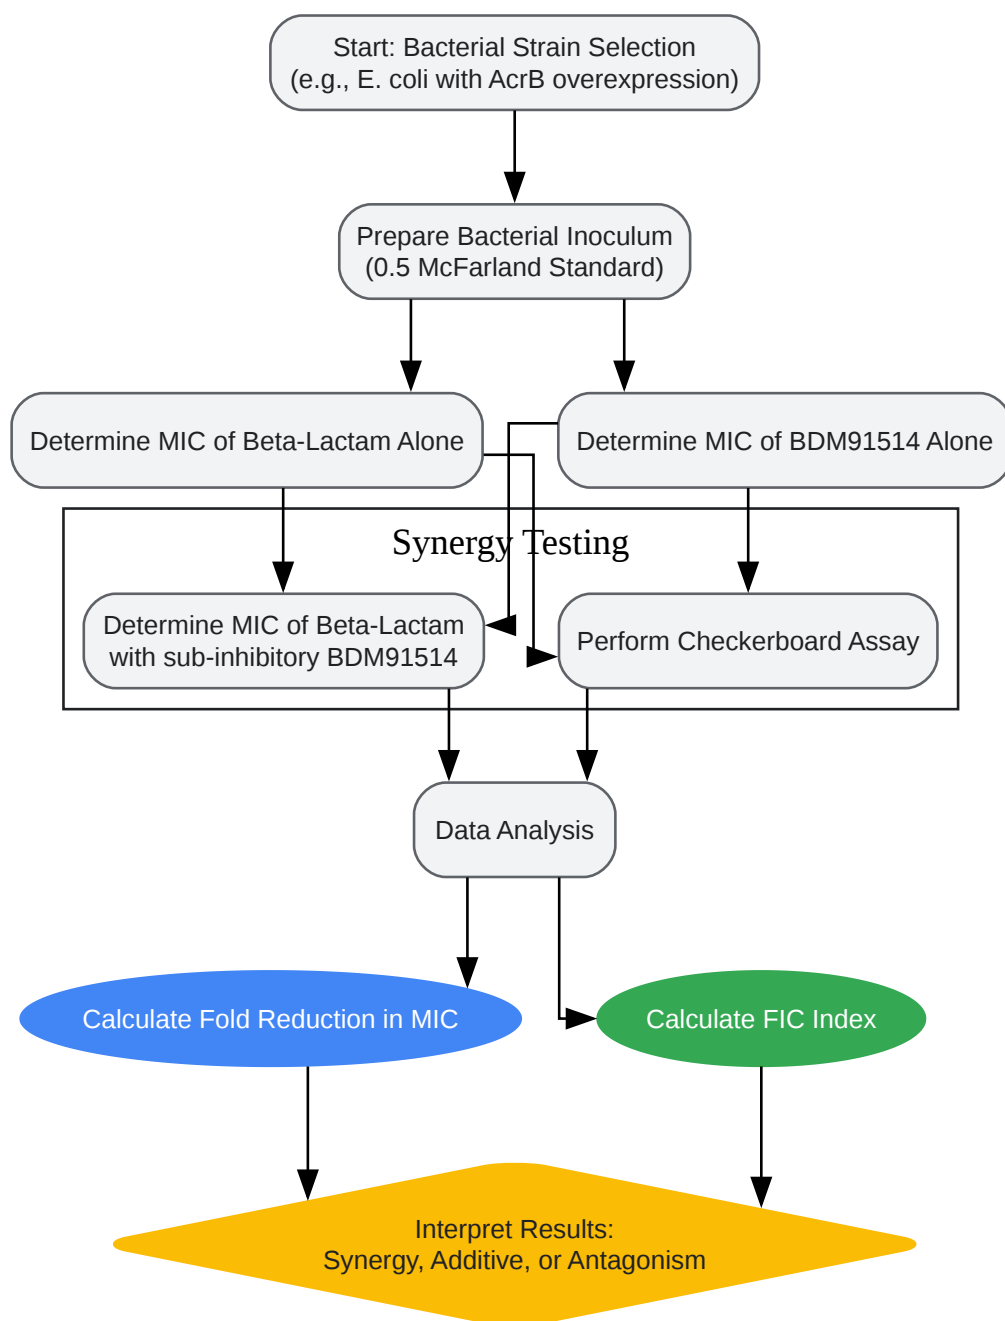 Start: Bacterial Strain Selection
(e.g., E. coli with AcrB overexpression)
Prepare Bacterial Inoculum
(0.5 McFarland Standard)
Determine MIC of Beta-Lactam Alone
Determine MIC of BDM91514 Alone
Synergy Testing
Determine MIC of Beta-Lactam
with sub-inhibitory BDM91514
Perform Checkerboard Assay
Data Analysis
Calculate Fold Reduction in MIC
Calculate FIC Index
Interpret Results:
Synergy, Additive, or Antagonism